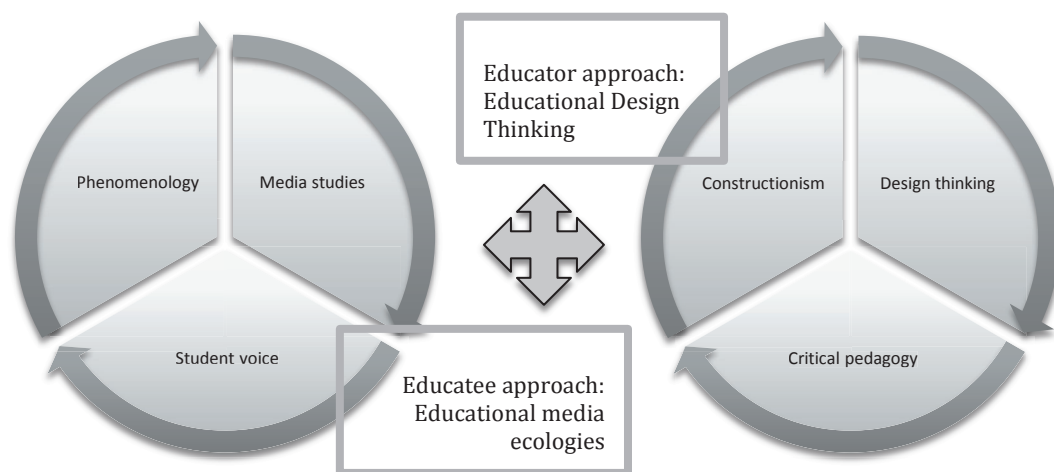 Phenomenology
Media studies
Student voice
Educator approach:
Educational Design
Thinking
Educatee approach:
Educational media
ecologies
Constructionism
Design thinking
Critical pedagogy